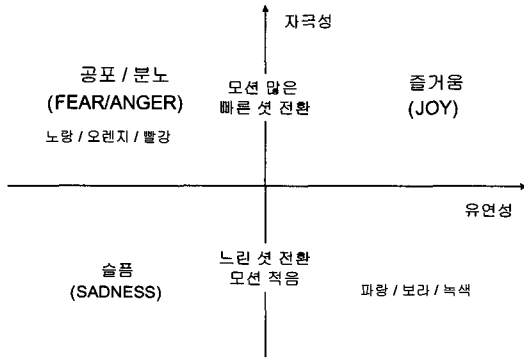 자극성
공포 / 분노
(FEAR/ANGER)
노랑 / 오렌지 / 빨강
모션 많은
빠른 셋 전환
즐거움
(JOY)
유연성
슬픔
(SADNESS)
느린 셋 전환
모션 적음
파랑 / 보라 / 녹색